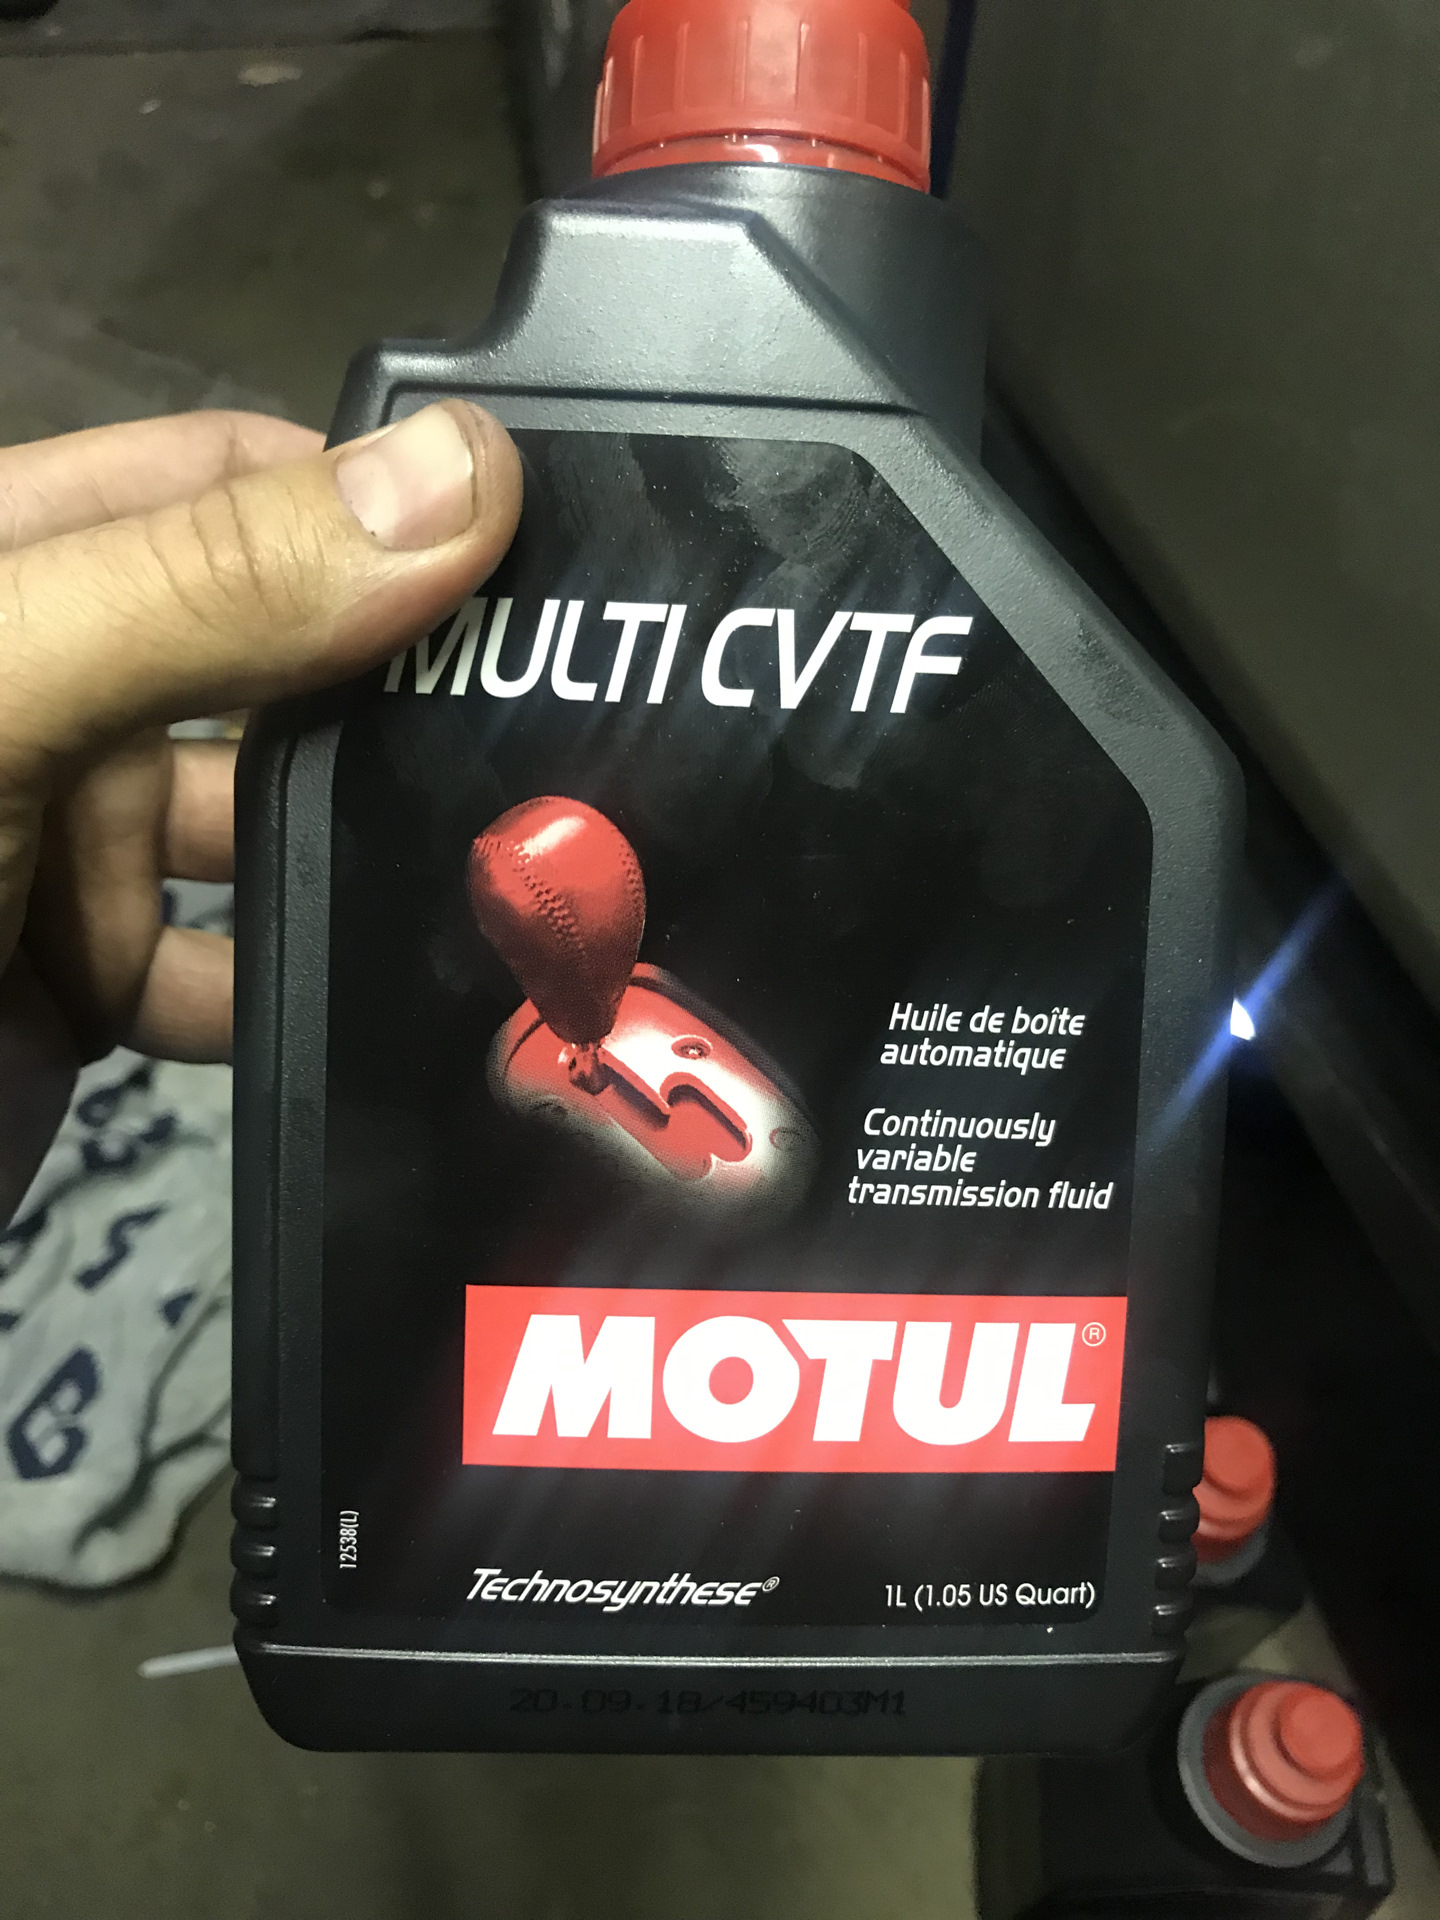 MULTI CVTF
Huile de boîte
automatique
Continuously
variable
transmission fluid
MOTUL®
12538(L)
Technosynthese®
1L (1.05 US Quart)
20.09.18/459403M1